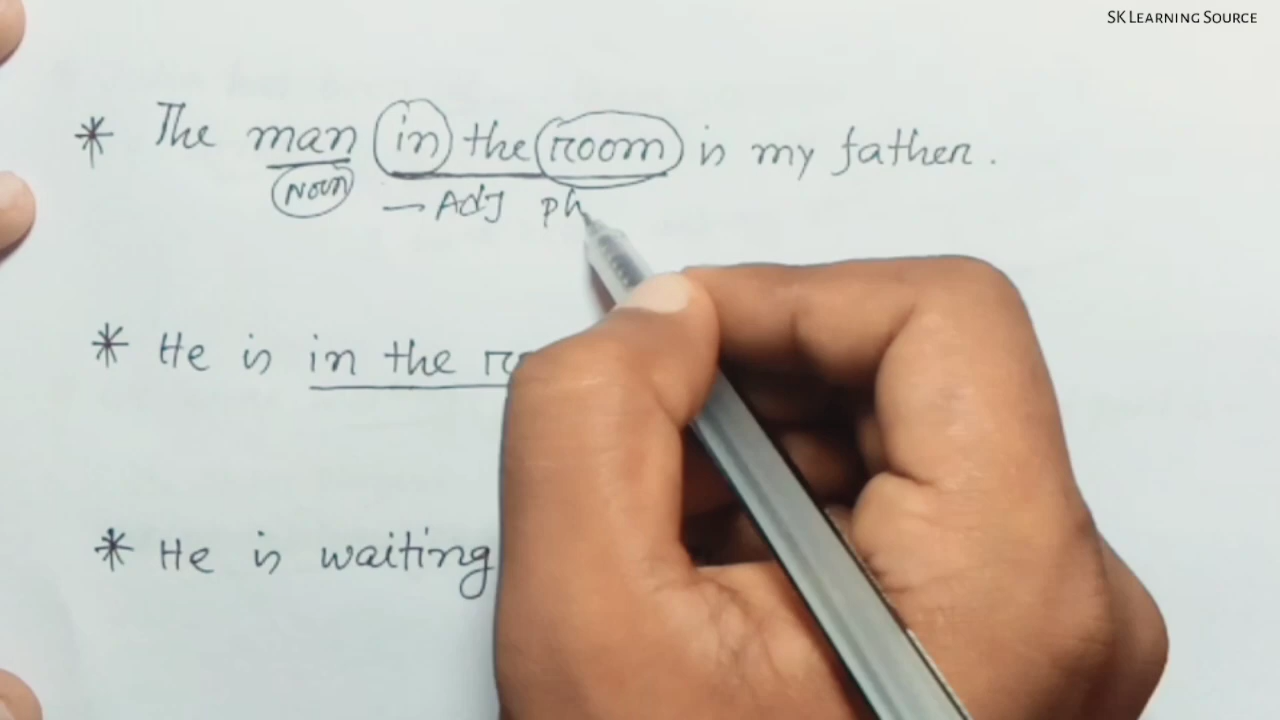 SK Learning Source
* The man in the room is my father.
Noun — Adj ph
* He is in the
* He is waiting